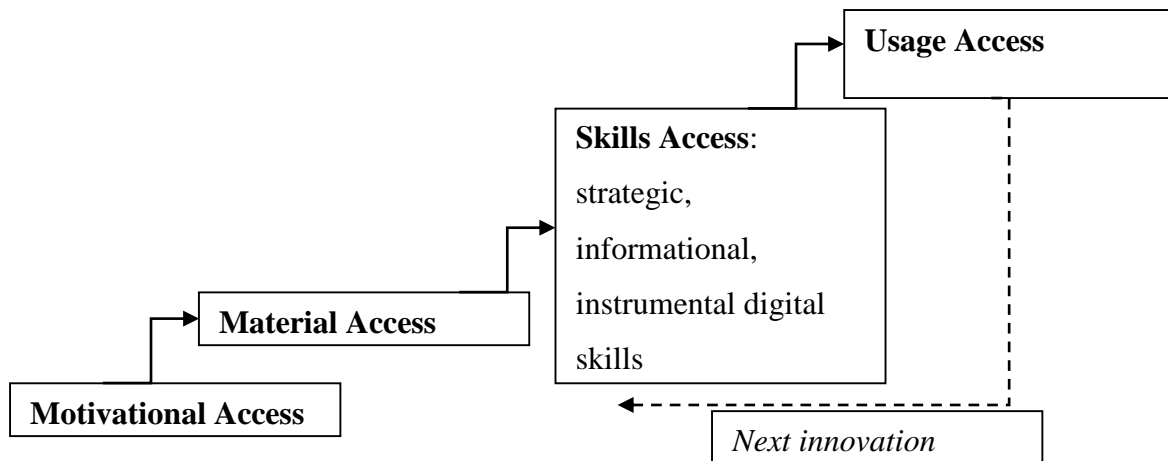 Usage Access
Skills Access:
strategic,
informational,
instrumental digital
skills
Material Access
Motivational Access
Next innovation